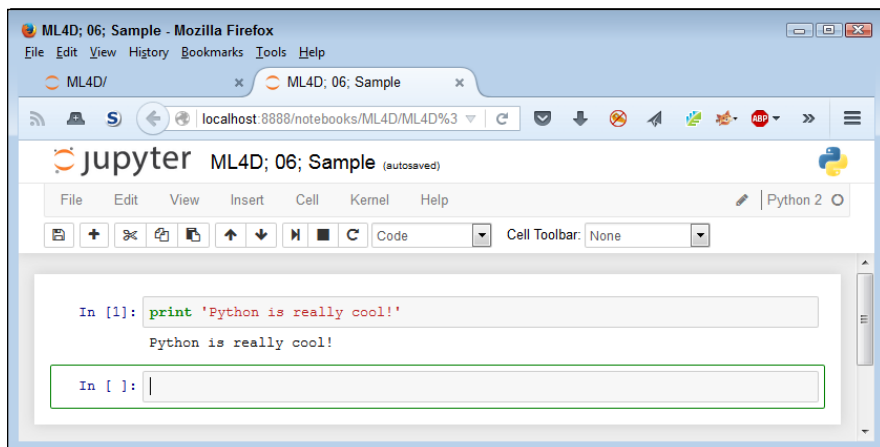 ML4D; 06; Sample - Mozilla Firefox
File Edit View History Bookmarks Tools Help
ML4D/ × ML4D; 06; Sample ×
localhost:8888/notebooks/ML4D/ML4D%3
S ABP
jupyter ML4D; 06; Sample (autosaved)
File Edit View Insert Cell Kernel Help Python 2
Code Cell Toolbar: None
In [1]: print 'Python is really cool!'
Python is really cool!
In [ ]: